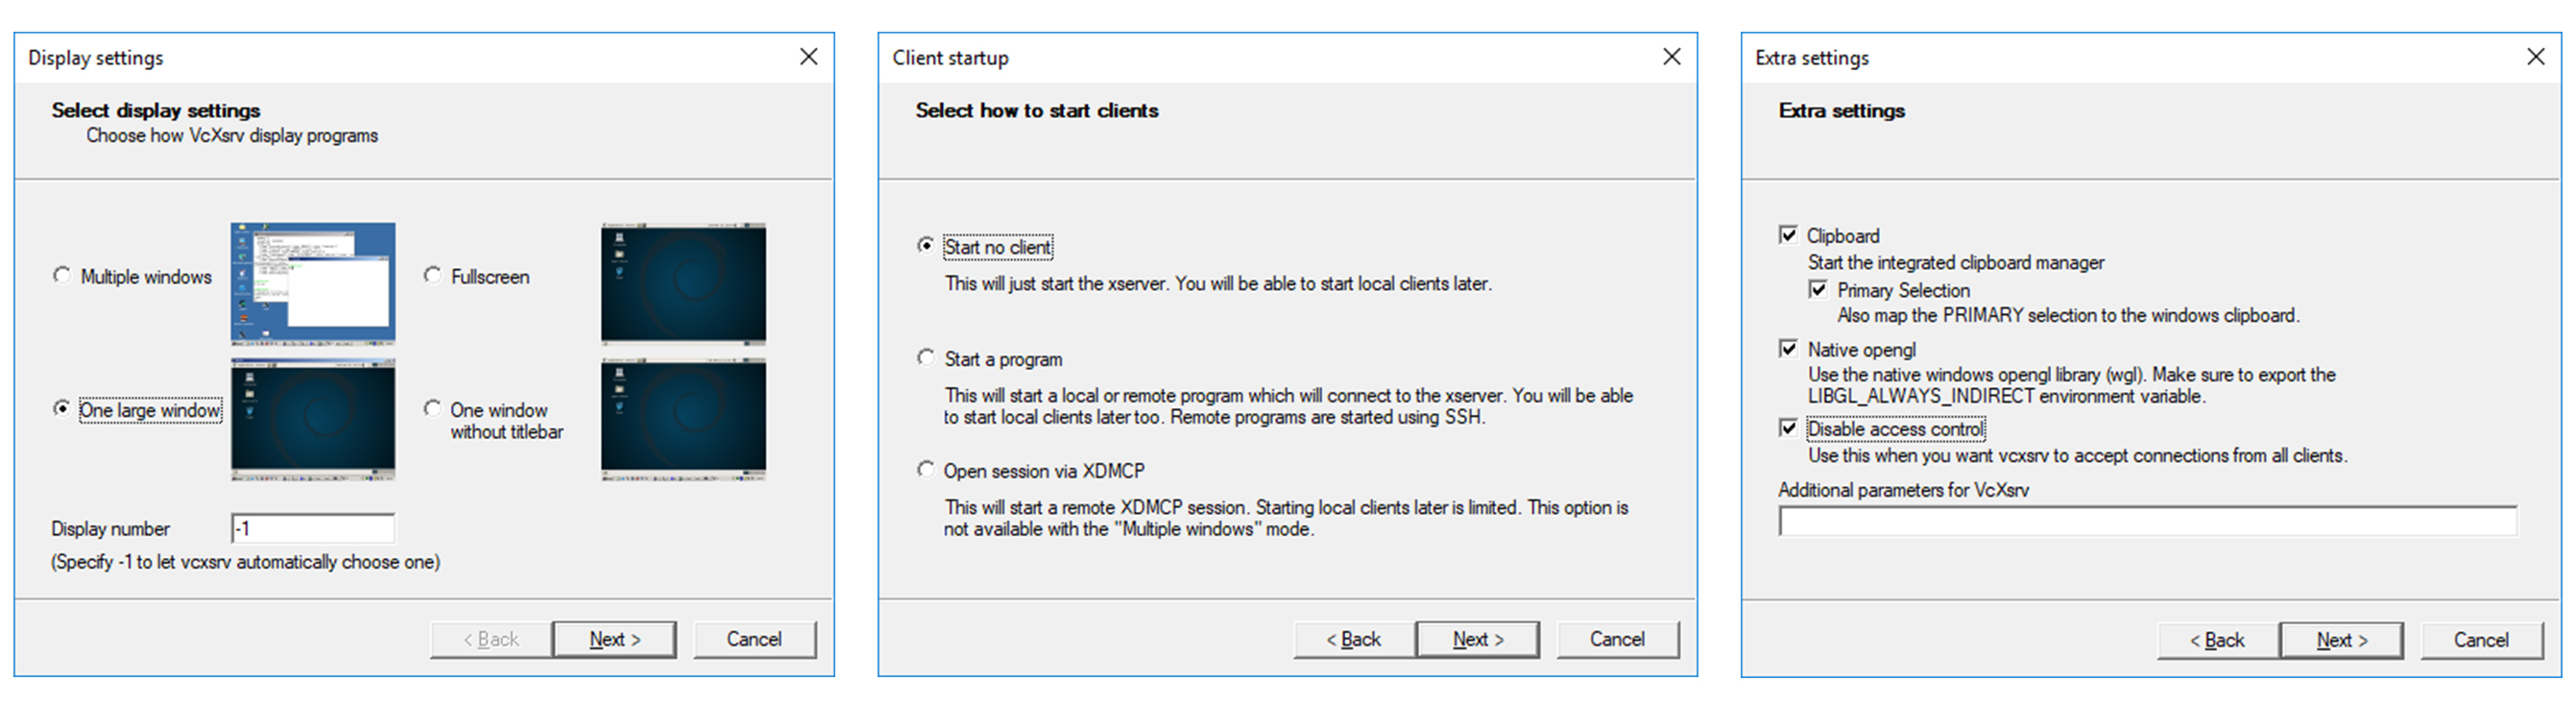 Display settings
Select display settings
Choose how VcXsrv display programs
Multiple windows
Fullscreen
One large window
One window
without titlebar
Display number
-1
(Specify -1 to let vcxsrv automatically choose one)
< Back
Next >
Cancel
Client startup
Select how to start clients
Start no client
This will just start the xserver. You will be able to start local clients later.
Start a program
This will start a local or remote program which will connect to the xserver. You will be able
to start local clients later too. Remote programs are started using SSH.
Open session via XDMCP
This will start a remote XDMCP session. Starting local clients later is limited. This option is
not available with the "Multiple windows" mode.
< Back
Next >
Cancel
Extra settings
Extra settings
Clipboard
Start the integrated clipboard manager
Primary Selection
Also map the PRIMARY selection to the windows clipboard.
Native opengl
Use the native windows opengl library (wgl). Make sure to export the
LIBGL_ALWAYS_INDIRECT environment variable.
Disable access control
Use this when you want vcxsrv to accept connections from all clients.
Additional parameters for VcXsrv
< Back
Next >
Cancel